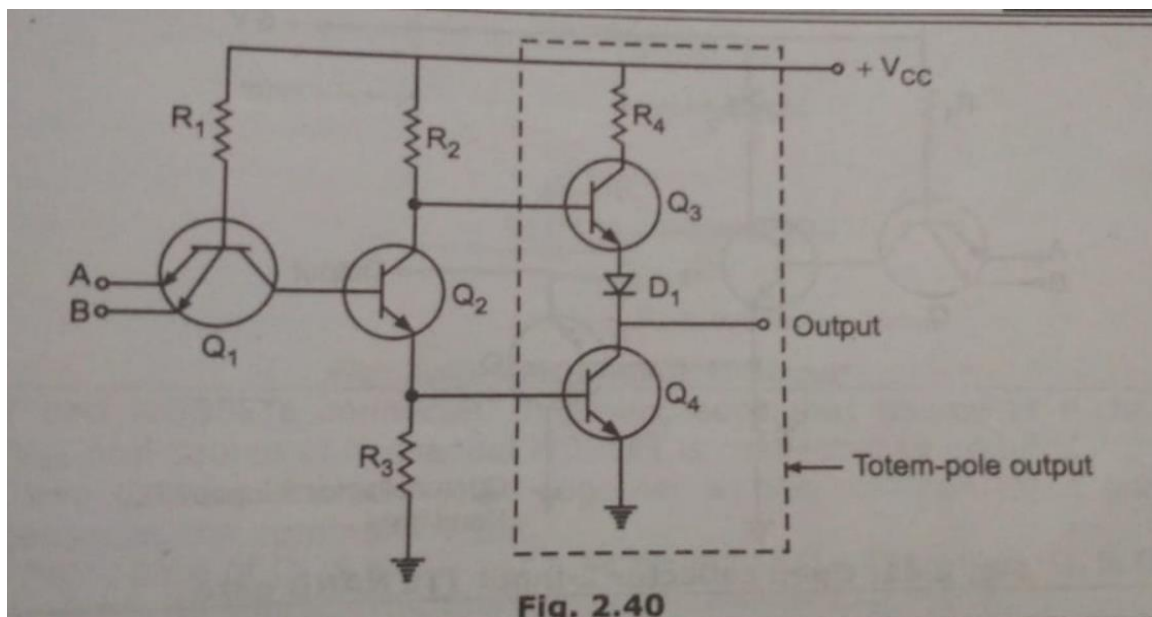 + VCC
R1
R2
R4
Q3
A
B
Q1
Q2
D1
Output
Q4
R3
Totem-pole output
Fig. 2.40